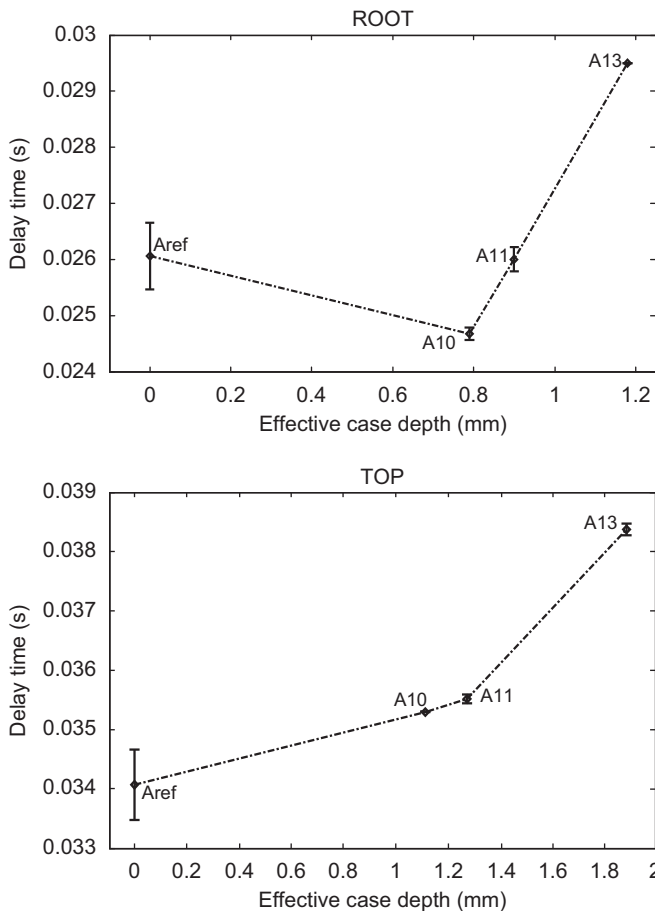 ROOT
0.03
0.029
0.028
0.027
0.026
0.025
0.024
Delay time (s)
A13
Aref
A11
A10
0 0.2 0.4 0.6 0.8 1 1.2
Effective case depth (mm)
TOP
0.039
0.038
0.037
0.036
0.035
0.034
0.033
Delay time (s)
A13
A10
A11
Aref
0 0.2 0.4 0.6 0.8 1 1.2 1.4 1.6 1.8 2
Effective case depth (mm)